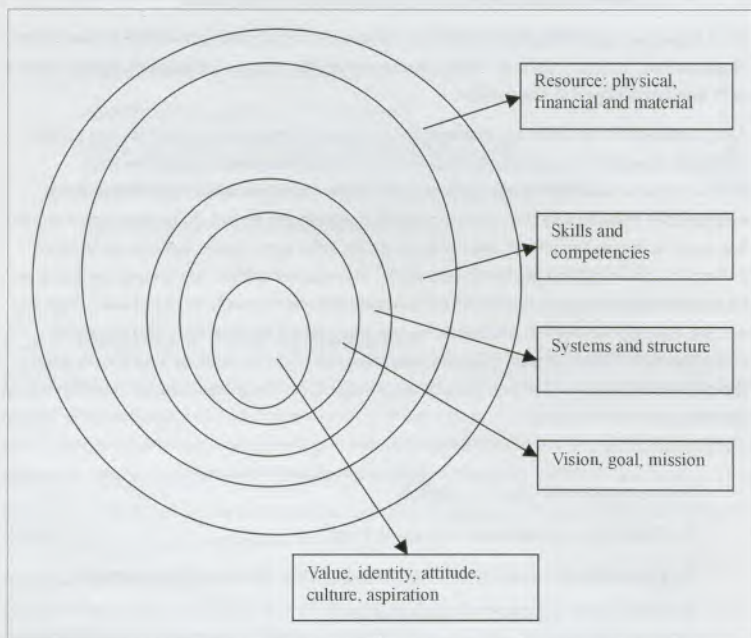 Resource: physical,
financial and material
Skills and
competencies
Systems and structure
Vision, goal, mission
Value, identity, attitude,
culture, aspiration